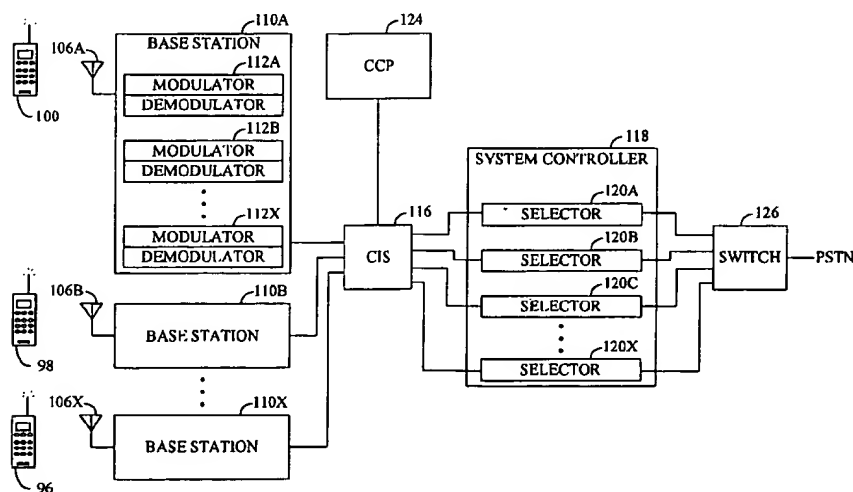 110A
124
106A
BASE STATION
CCP
112A
MODULATOR
DEMODULATOR
100
112B
118
MODULATOR
DEMODULATOR
SYSTEM CONTROLLER
120A
112X
116
SELECTOR
126
MODULATOR
120B
DEMODULATOR
CIS
SELECTOR
SWITCH
PSTN
120C
110B
106B
SELECTOR
BASE STATION
120X
98
SELECTOR
110X
106X
BASE STATION
96